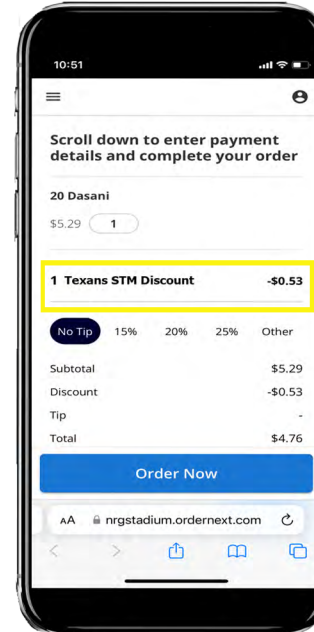 10:51
Scroll down to enter payment
details and complete your order
20 Dasani
$5.29 1
1 Texans STM Discount -$0.53
No Tip 15% 20% 25% Other
Subtotal $5.29
Discount -$0.53
Tip -
Total $4.76
Order Now
AA nrgstadium.ordernext.com